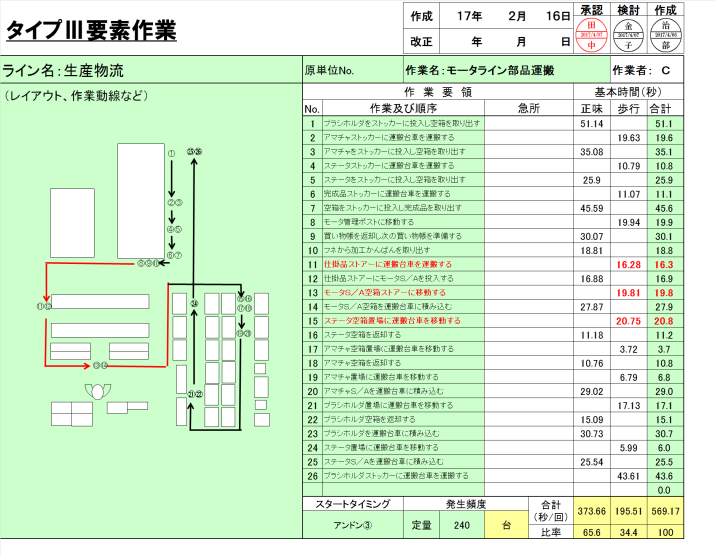 タイプⅢ要素作業
作成 17年 2月 16日
改正 年 月 日
承認 検討 作成
田 2017/4/07 中
金 2017/4/07 子
治 2017/4/06 部
ライン名：生産物流
原単位No. 作業名：モータライン部品運搬 作業者： C
（レイアウト、作業動線など）
作 業 要 領 基本時間（秒）
No. 作業及び順序 急所 正味 歩行 合計
1 ブラシホルダをストッカーに投入し空箱を取り出す 51.14 51.1
2 アマチャストッカーに運搬台車を運搬する 19.63 19.6
3 アマチャをストッカーに投入し空箱を取り出す 35.08 35.1
4 ステータストッカーに運搬台車を運搬する 10.79 10.8
5 ステータをストッカーに投入し空箱を取り出す 25.9 25.9
6 完成品ストッカーに運搬台車を運搬する 11.07 11.1
7 空箱をストッカーに投入し完成品を取り出す 45.59 45.6
8 モータ管理ポストに移動する 19.94 19.9
9 買い物帳を返却し次の買い物帳を準備する 30.07 30.1
10 フネから加工かんばんを取り出す 18.81 18.8
11 仕掛品ストアーに運搬台車を運搬する 16.28 16.3
12 仕掛品ストアーにモータS／Aを投入する 16.88 16.9
13 モータS／A空箱ストアーに移動する 19.81 19.8
14 モータS／A空箱を運搬台車に積み込む 27.87 27.9
15 ステータ空箱置場に運搬台車を移動する 20.75 20.8
16 ステータ空箱を返却する 11.18 11.2
17 アマチャ空箱置場に運搬台車を移動する 3.72 3.7
18 アマチャ空箱を返却する 10.76 10.8
19 アマチャ置場に運搬台車を移動する 6.79 6.8
20 アマチャS／Aを運搬台車に積み込む 29.02 29.0
21 ブラシホルダ置場に運搬台車を移動する 17.13 17.1
22 ブラシホルダ空箱を返却する 15.09 15.1
23 ブラシホルダを運搬台車に積み込む 30.73 30.7
24 ステータ置場に運搬台車を移動する 5.99 6.0
25 ステータS／Aを運搬台車に積み込む 25.54 25.5
26 ブラシホルダストッカーに運搬台車を運搬する 43.61 43.6
0.0
スタートタイミング 発生頻度 合計（秒/回） 373.66 195.51 569.17
アンドン③ 定量 240 台 比率 65.6 34.4 100
①
㉕㉖
②③
④⑤
⑥⑦
⑧⑨⑩
⑪⑫
⑬⑭
⑮⑯
⑰⑱
⑲⑳
㉔
㉑㉒